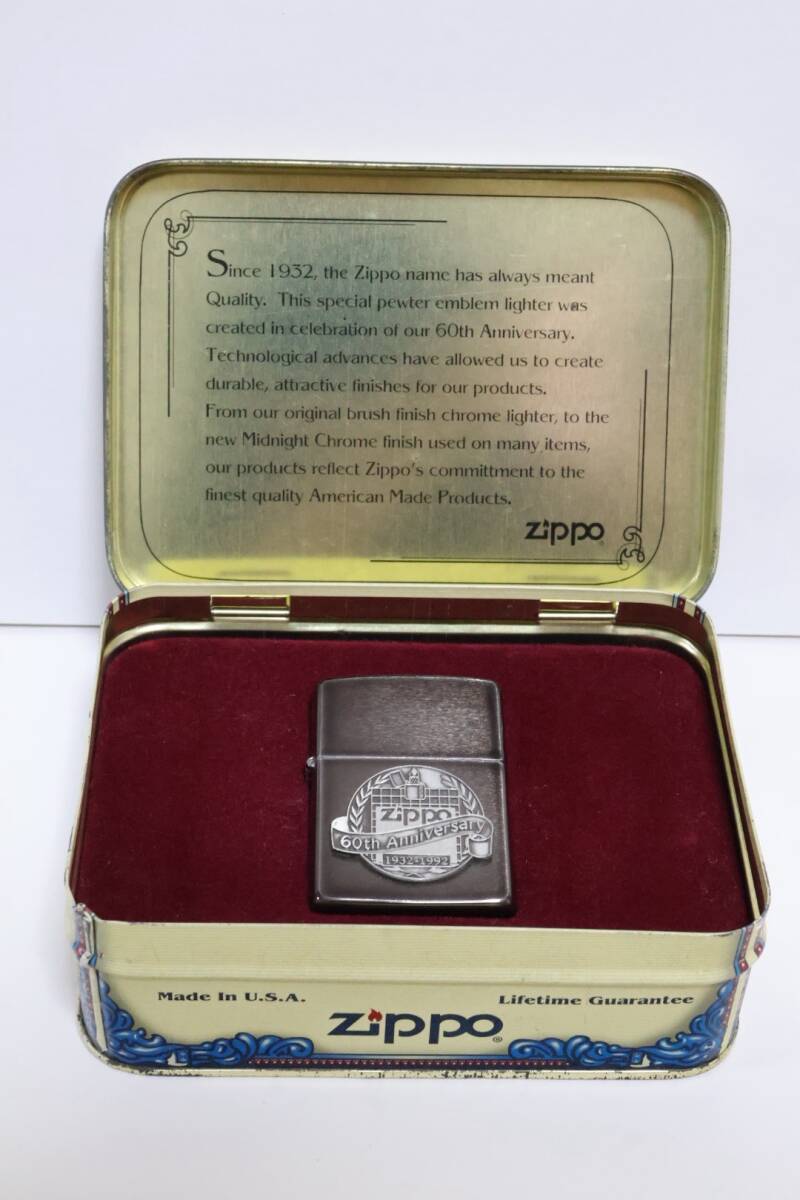 Since 1932, the Zippo name has always meant
Quality. This special pewter emblem lighter was
created in celebration of our 60th Anniversary.
Technological advances have allowed us to create
durable, attractive finishes for our products.
From our original brush finish chrome lighter, to the
new Midnight Chrome finish used on many items,
our products reflect Zippo's committment to the
finest quality American Made Products.
zippo
zippo
60th Anniversary
1932•1992
Made In U.S.A.
Lifetime Guarantee
zippo®